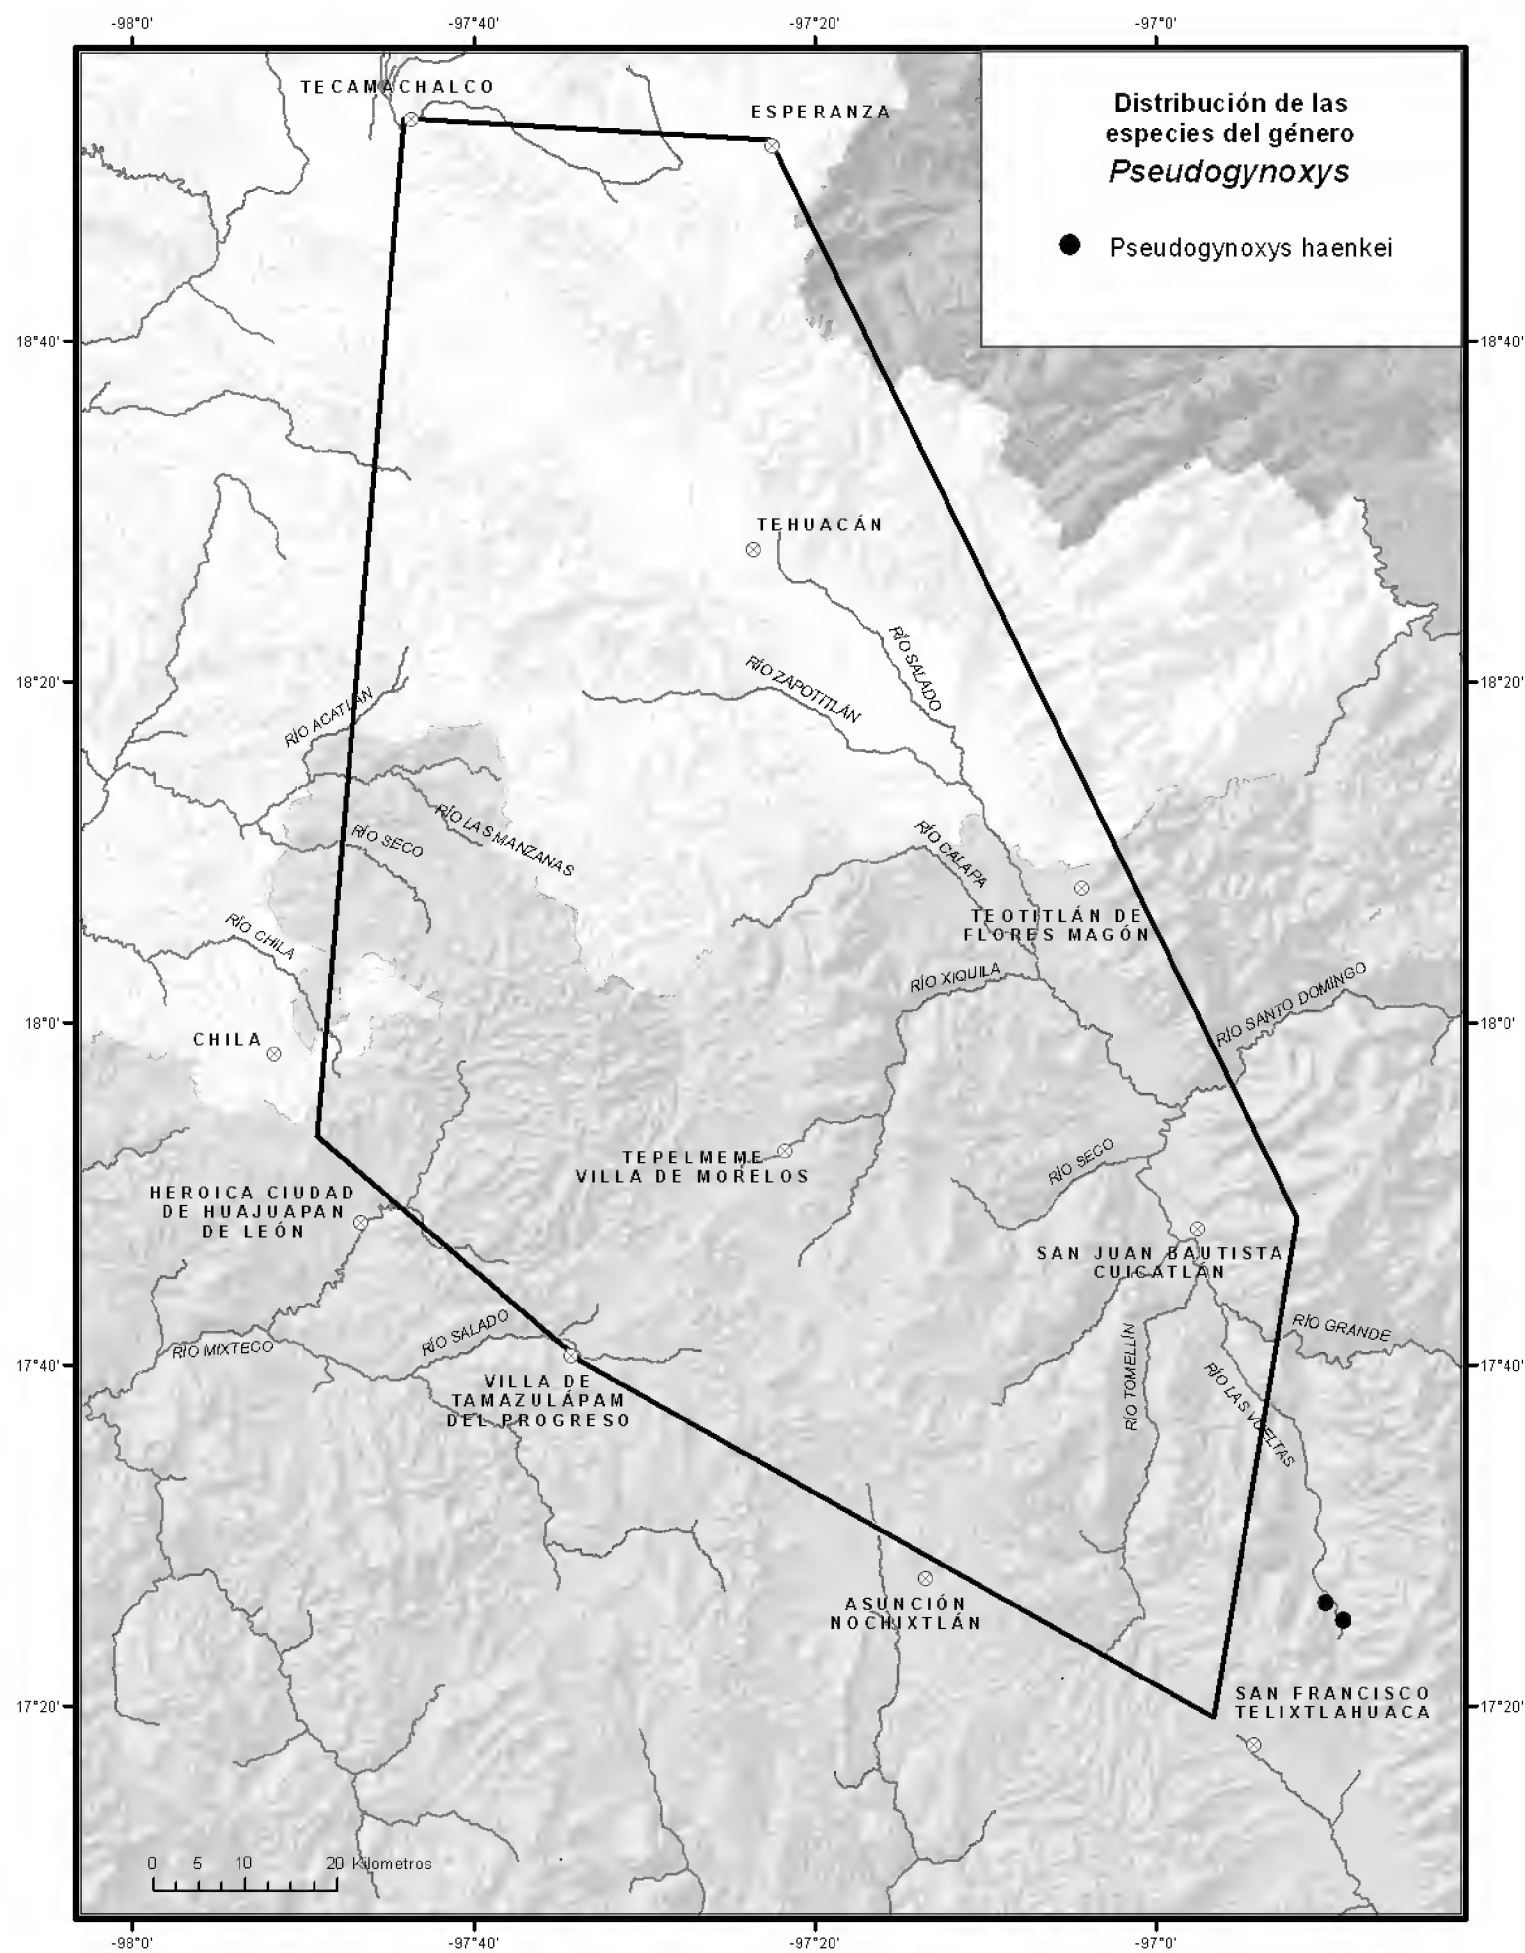 -98°0'
-97°40'
-97°20'
-97°0'
TECAMACHALCO
ESPERANZA
Distribución de las
especies del género
Pseudogynoxys
Pseudogynoxys haenkei
18°40'
18°40'
TEHUACÁN
RÍO SALADO
RÍO ZAPOTITLÁN
18°20'
18°20'
RÍO ACATLÁN
RÍO LAS MANZANAS
RÍO SECO
RÍO CALAPA
TEOTITLÁN DE
FLORES MAGÓN
RÍO CHILA
RÍO XIQUILA
RÍO SANTO DOMINGO
18°0'
18°0'
CHILA
TEPELMEME
VILLA DE MORELOS
RÍO SECO
HEROICA CIUDAD
DE HUAJUAPAN
DE LEÓN
SAN JUAN BAUTISTA
CUICATLÁN
RÍO GRANDE
RÍO SALADO
RÍO MIXTECO
RÍO TOMELLÍN
RÍO LAS VUELTAS
17°40'
17°40'
VILLA DE
TAMAZULÁPAM
DEL PROGRESO
ASUNCIÓN
NOCHIXTLÁN
SAN FRANCISCO
TELIXTLAHUACA
17°20'
17°20'
0 5 10 20 Kilometros
-98°0'
-97°40'
-97°20'
-97°0'